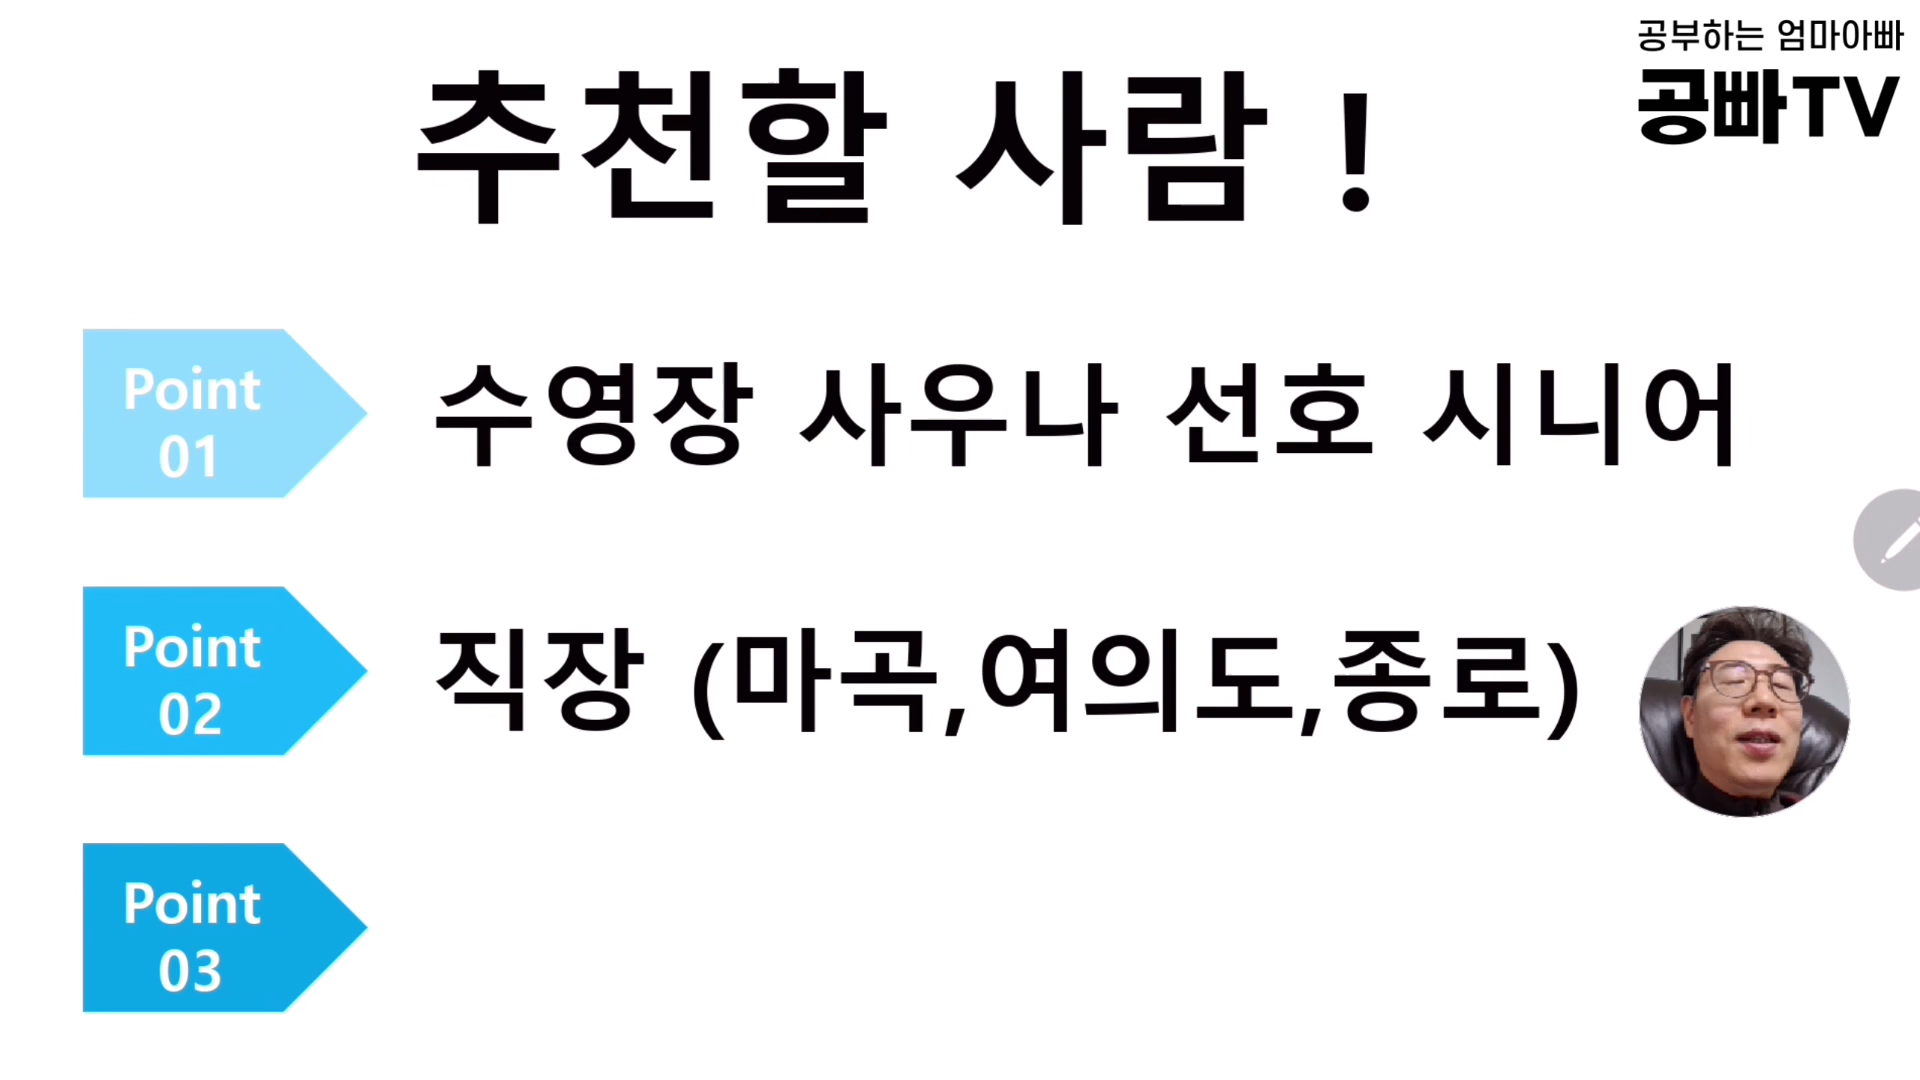 공부하는 엄마아빠
공빠TV
추천할 사람 !
Point
01
수영장 사우나 선호 시니어
Point
02
직장 (마곡,여의도,종로)
Point
03